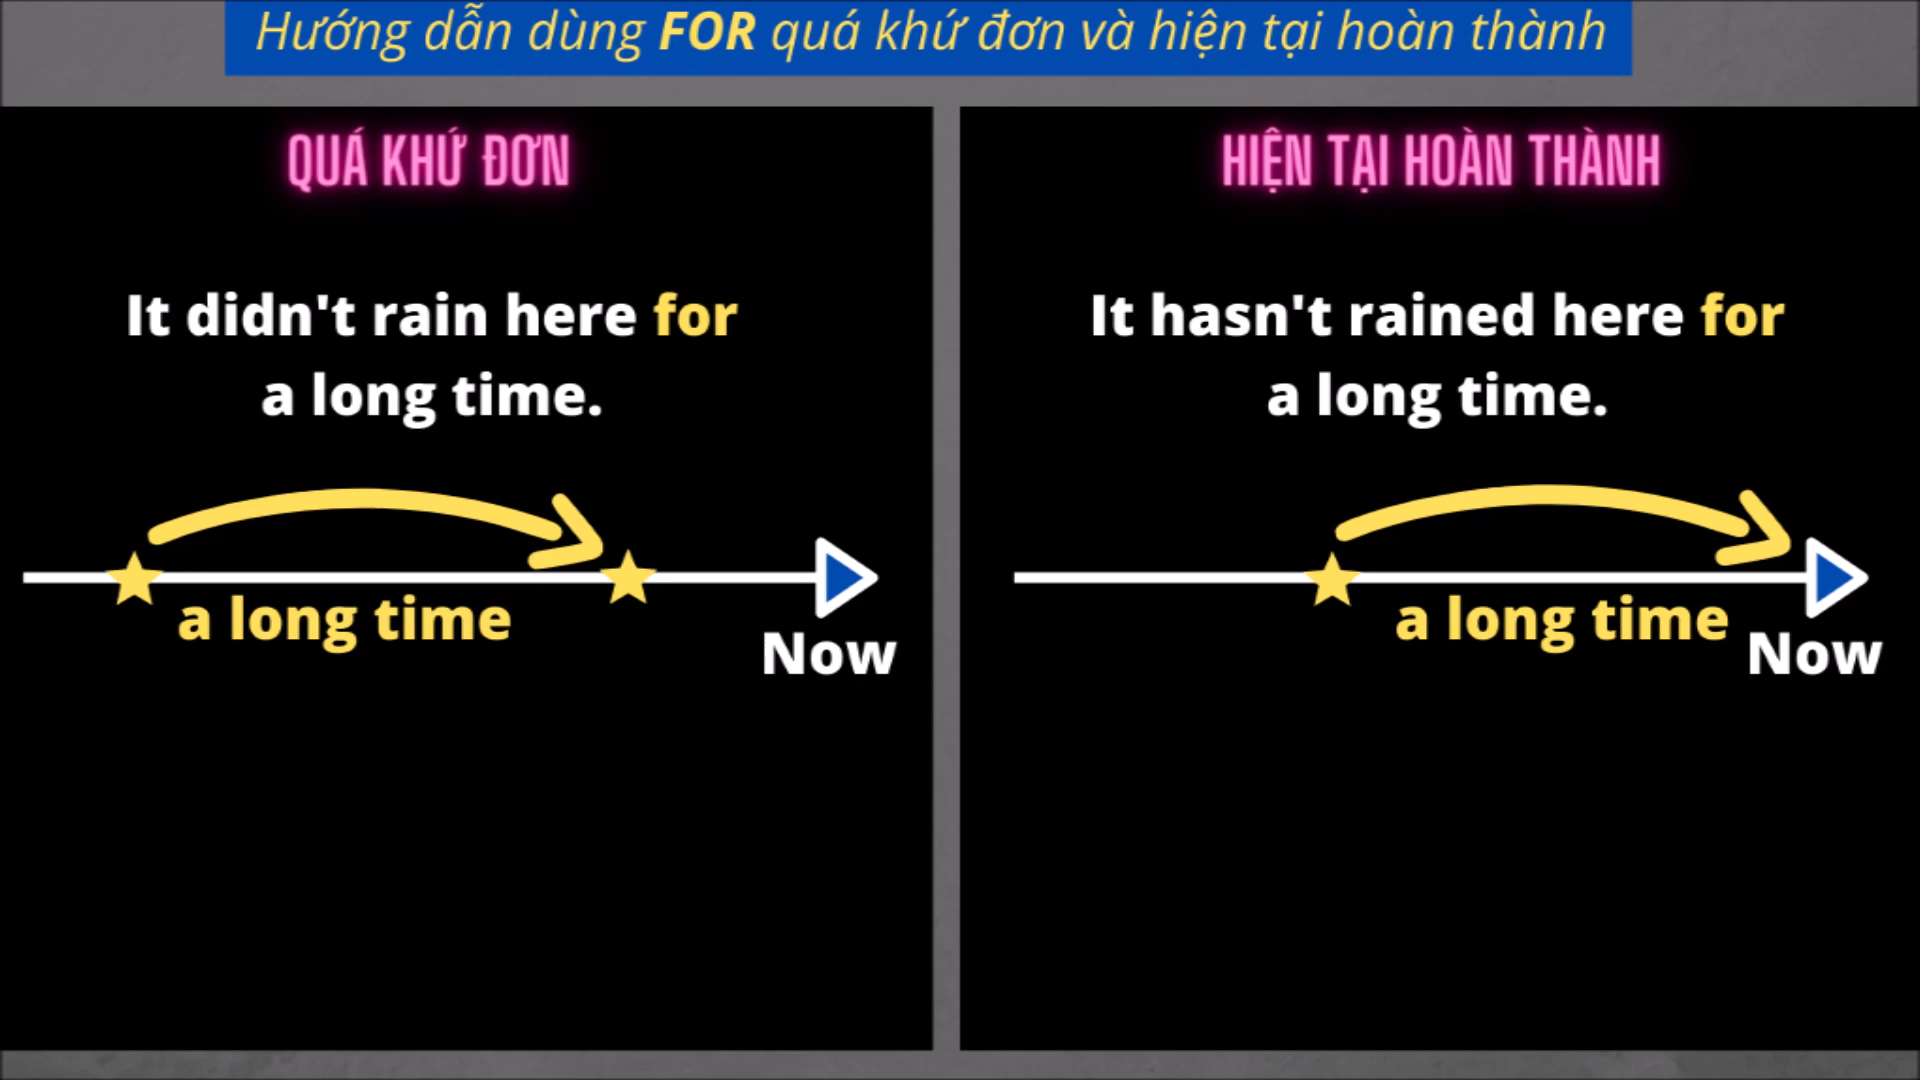 Hướng dẫn dùng FOR quá khứ đơn và hiện tại hoàn thành
QUÁ KHỨ ĐƠN
It didn't rain here for
a long time.
a long time
Now
HIỆN TẠI HOÀN THÀNH
It hasn't rained here for
a long time.
a long time
Now